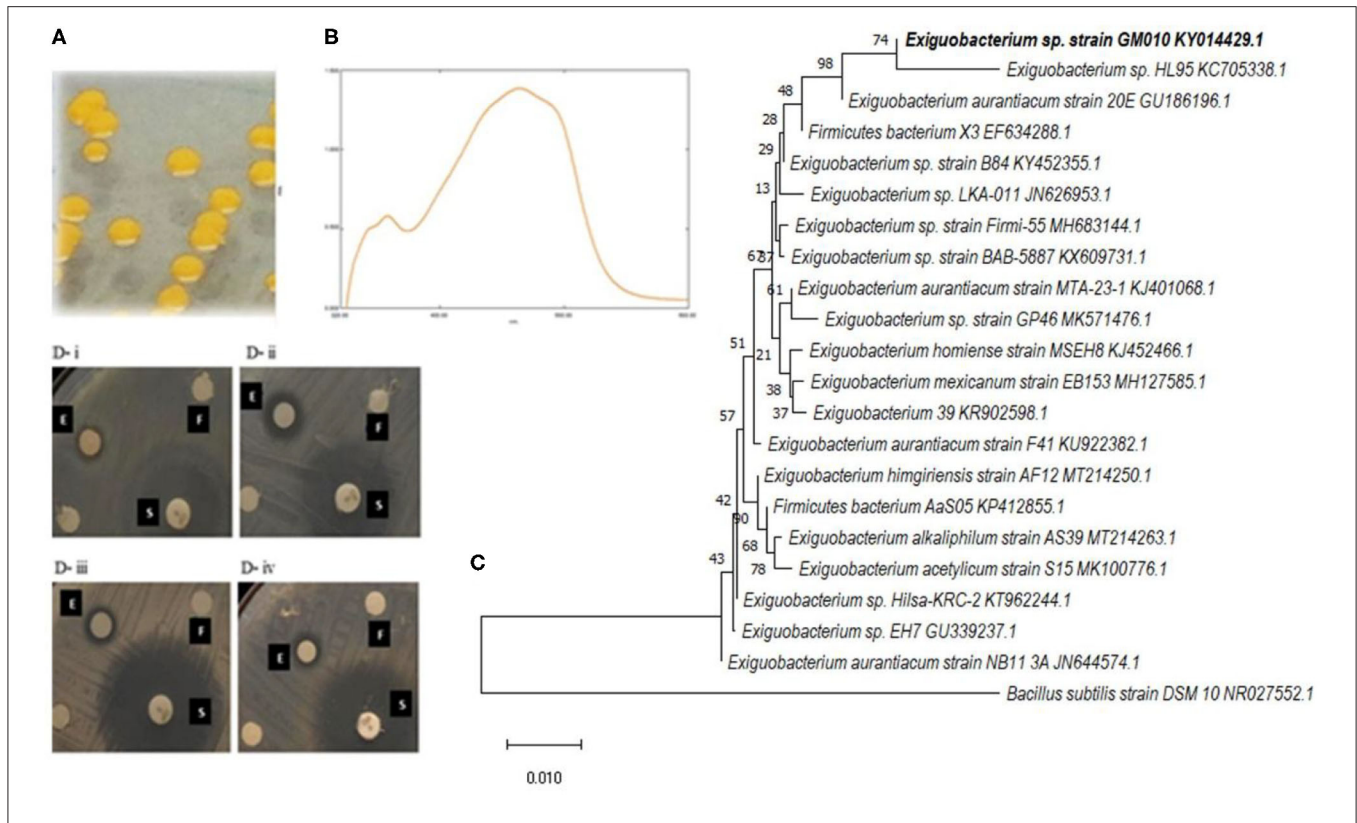 A
B
Exiguobacterium sp. strain GM010 KY014429.1
74
Exiguobacterium sp. HL95 KC705338.1
98
Exiguobacterium aurantiacum strain 20E GU186196.1
48
Firmicutes bacterium X3 EF634288.1
28
29
Exiguobacterium sp. strain B84 KY452355.1
13
Exiguobacterium sp. LKA-011 JN626953.1
Exiguobacterium sp. strain Firmi-55 MH683144.1
67
37
Exiguobacterium sp. strain BAB-5887 KX609731.1
61
Exiguobacterium aurantiacum strain MTA-23-1 KJ401068.1
Exiguobacterium sp. strain GP46 MK571476.1
51
21
Exiguobacterium homiense strain MSEH8 KJ452466.1
38
Exiguobacterium mexicanum strain EB153 MH127585.1
37
Exiguobacterium 39 KR902598.1
57
Exiguobacterium aurantiacum strain F41 KU922382.1
Exiguobacterium himgiriensis strain AF12 MT214250.1
42
90
Firmicutes bacterium AaS05 KP412855.1
68
Exiguobacterium alkaliphilum strain AS39 MT214263.1
78
Exiguobacterium acetylicum strain S15 MK100776.1
43
Exiguobacterium sp. Hilsa-KRC-2 KT962244.1
Exiguobacterium sp. EH7 GU339237.1
Exiguobacterium aurantiacum strain NB11 3A JN644574.1
Bacillus subtilis strain DSM 10 NR027552.1
0.010
C
D- i
D- ii
E
F
S
E
F
S
D- iii
D- iv
E
F
S
E
F
S